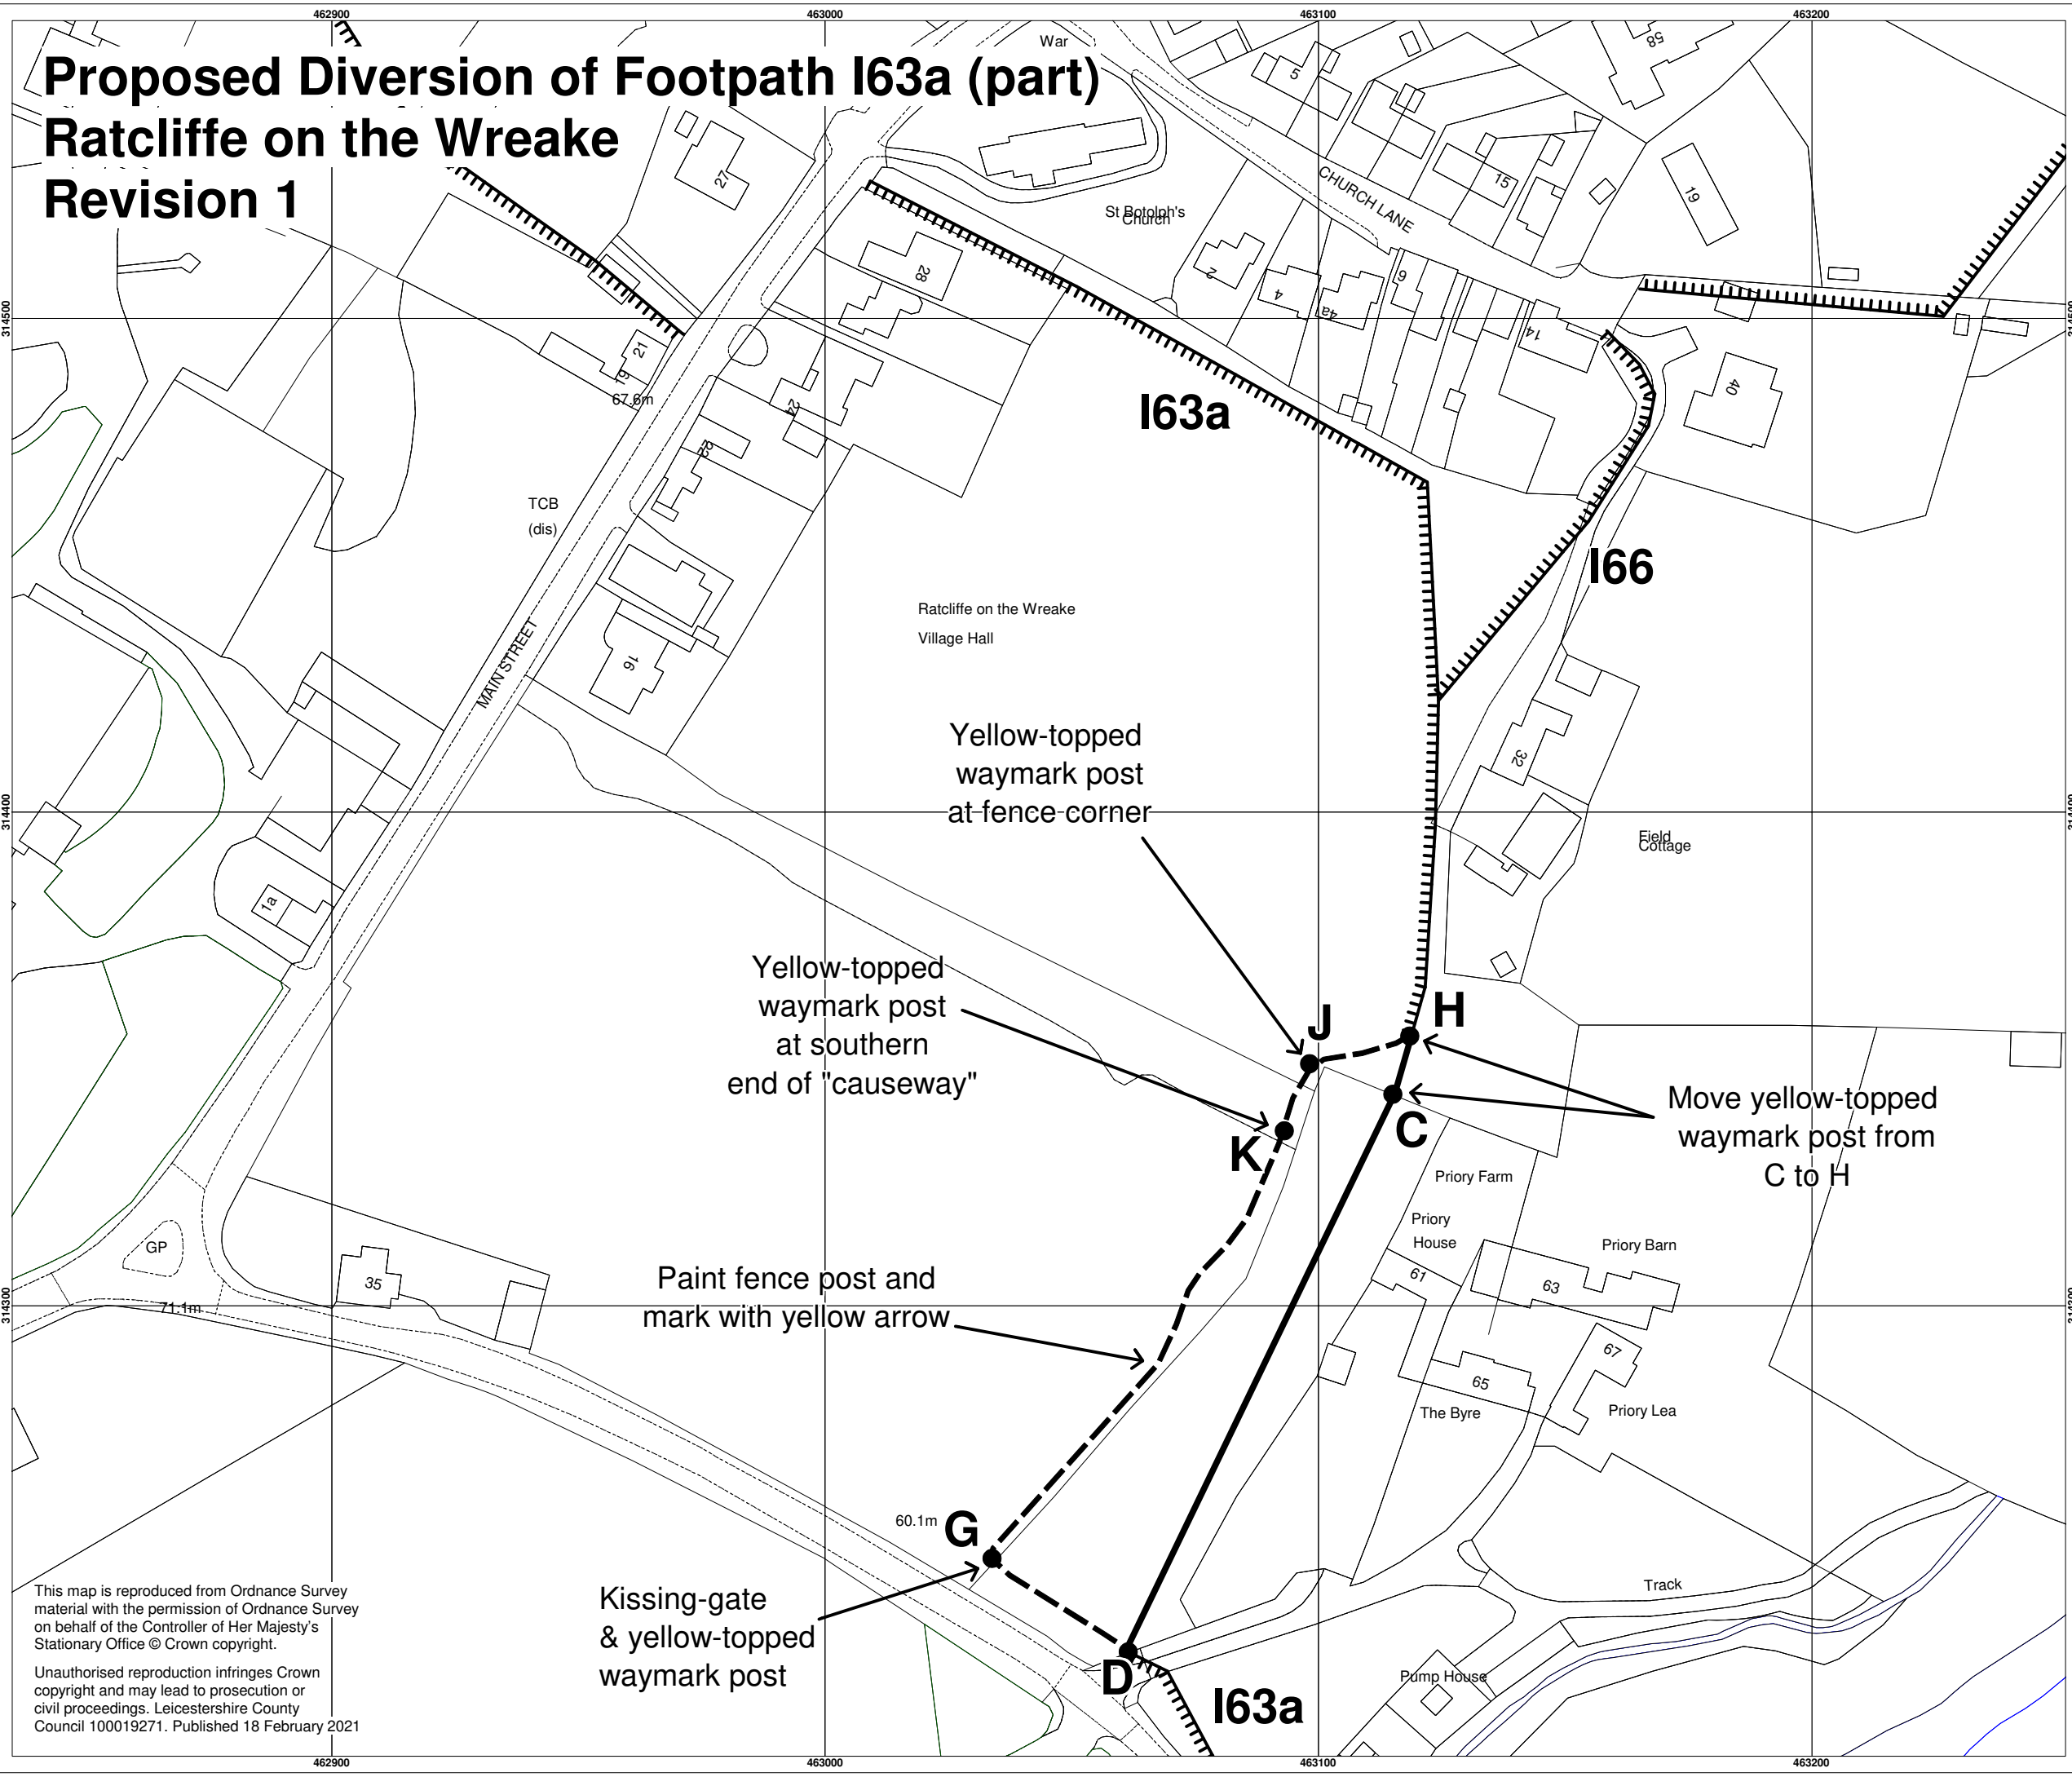 462900
463000
463100
463200
Proposed Diversion of Footpath I63a (part)
Ratcliffe on the Wreake
Revision 1
War
5
58
27
15
19
CHURCH LANE
St Botolph's
Church
28
2
4
4a
6
14
314500
314500
21
19
67.6m
24
22
40
I63a
TCB
(dis)
I66
Ratcliffe on the Wreake
Village Hall
MAIN STREET
16
Yellow-topped
waymark post
at fence corner
32
314400
314400
Field
Cottage
1a
Yellow-topped
waymark post
at southern
end of "causeway"
J
H
K
C
Move yellow-topped
waymark post from
C to H
Priory Farm
Priory
House
Priory Barn
GP
35
71.1m
61
63
314300
314300
Paint fence post and
mark with yellow arrow
67
65
The Byre
Priory Lea
60.1m
G
Kissing-gate
& yellow-topped
waymark post
Track
D
Pump House
I63a
This map is reproduced from Ordnance Survey
material with the permission of Ordnance Survey
on behalf of the Controller of Her Majesty's
Stationary Office © Crown copyright.
Unauthorised reproduction infringes Crown
copyright and may lead to prosecution or
civil proceedings. Leicestershire County
Council 100019271. Published 18 February 2021
462900
463000
463100
463200